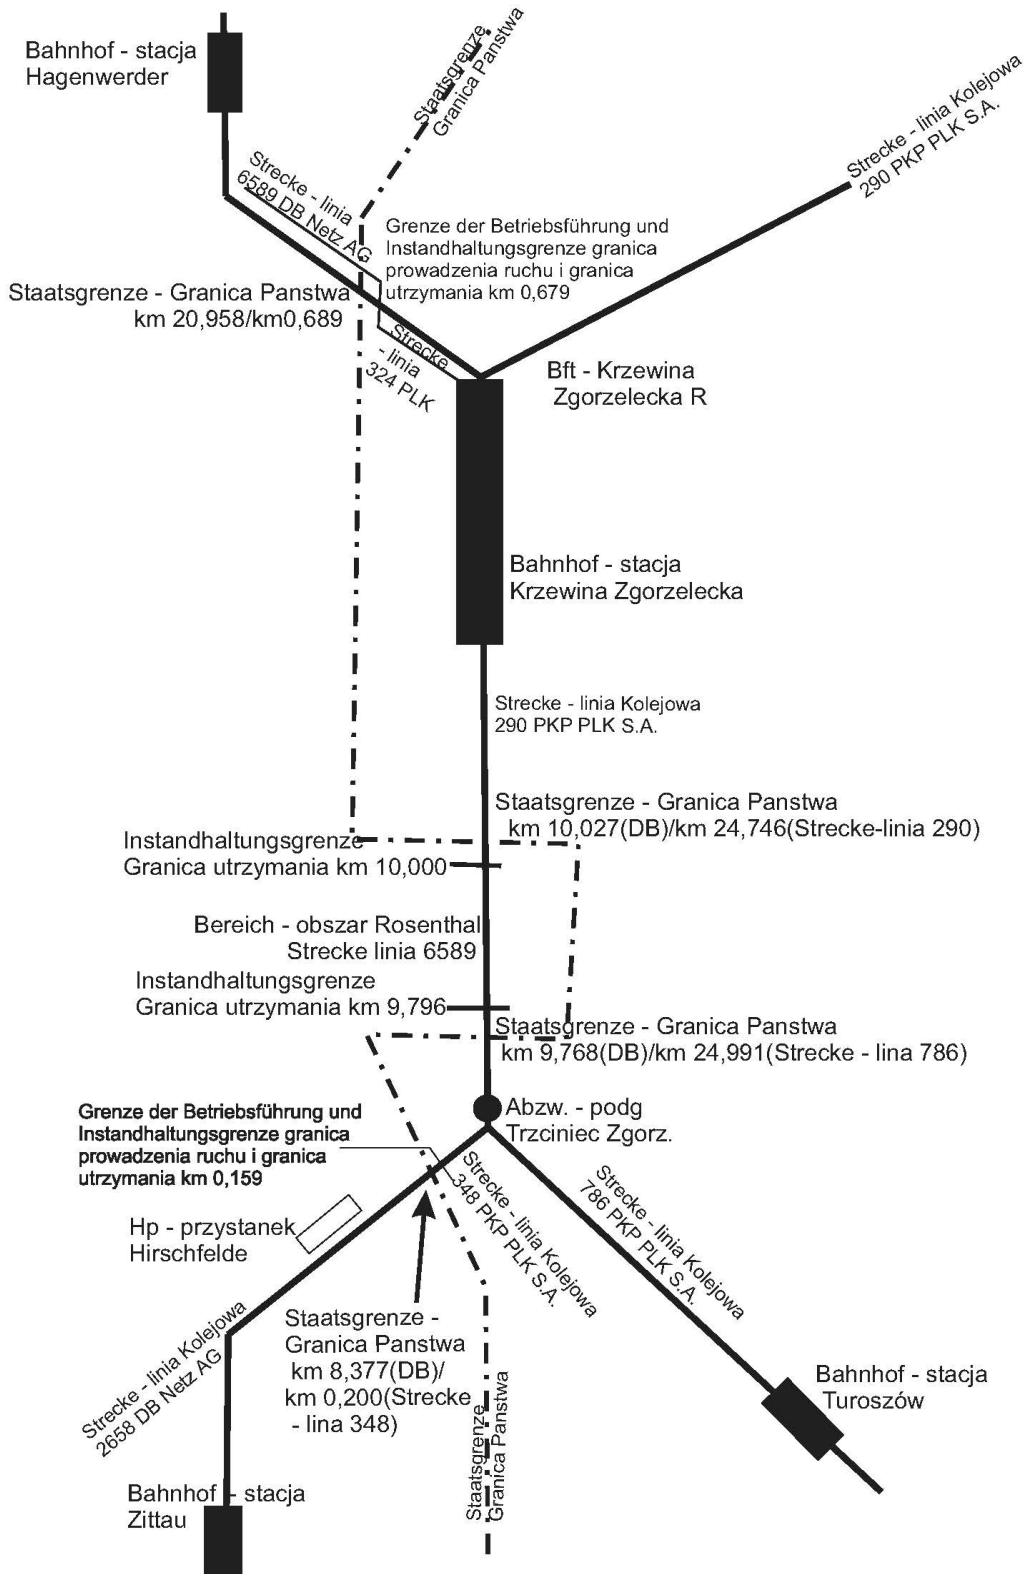 Bahnhof - stacja
Hagenwerder
Staatsgrenze
Granica Panstwa
Strecke - linia Kolejowa
290 PKP PLK S.A.
Strecke - linia
6589 DB Netz AG
Grenze der Betriebsführung und
Instandhaltungsgrenze granica
prowadzenia ruchu i granica
utrzymania km 0,679
Staatsgrenze - Granica Panstwa
km 20,958/km0,689
Strecke
- linia
324 PLK
Bft - Krzewina
Zgorzelecka R
Bahnhof - stacja
Krzewina Zgorzelecka
Strecke - linia Kolejowa
290 PKP PLK S.A.
Staatsgrenze - Granica Panstwa
km 10,027(DB)/km 24,746(Strecke-linia 290)
Instandhaltungsgrenze
Granica utrzymania km 10,000
Bereich - obszar Rosenthal
Strecke linia 6589
Instandhaltungsgrenze
Granica utrzymania km 9,796
Staatsgrenze - Granica Panstwa
km 9,768(DB)/km 24,991(Strecke - lina 786)
Grenze der Betriebsführung und
Instandhaltungsgrenze granica
prowadzenia ruchu i granica
utrzymania km 0,159
Abzw. - podg
Trzciniec Zgorz.
Strecke - linia Kolejowa
348 PKP PLK S.A.
Strecke - linia Kolejowa
786 PKP PLK S.A.
Hp - przystanek
Hirschfelde
Staatsgrenze -
Granica Panstwa
km 8,377(DB)/
km 0,200(Strecke
- lina 348)
Strecke - linia Kolejowa
2658 DB Netz AG
Bahnhof - stacja
Turoszów
Staatsgrenze
Granica Panstwa
Bahnhof - stacja
Zittau